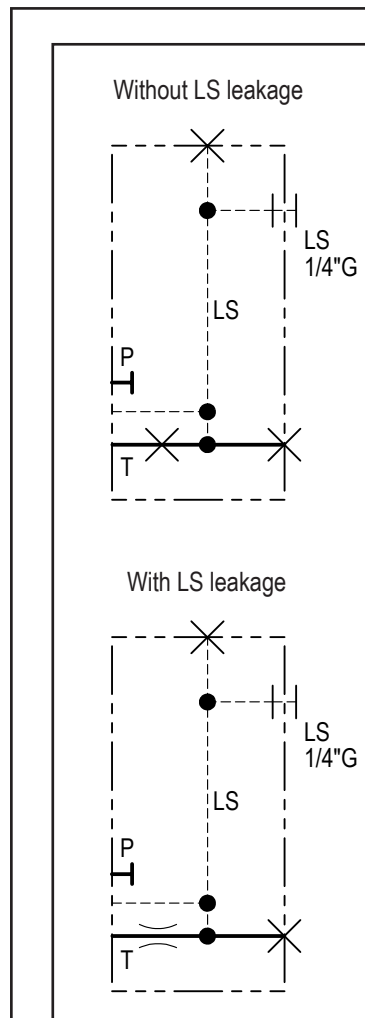 Without LS leakage
LS
1/4"G
LS
P
T
With LS leakage
LS
1/4"G
LS
P
T